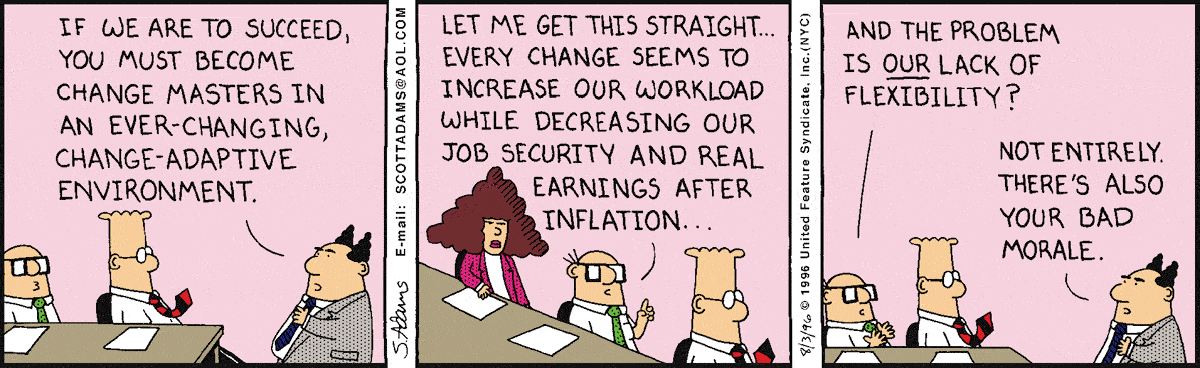 IF WE ARE TO SUCCEED,
YOU MUST BECOME
CHANGE MASTERS IN
AN EVER-CHANGING,
CHANGE-ADAPTIVE
ENVIRONMENT.
S.Adams
E-mail: SCOTTADAMS@AOL.COM
LET ME GET THIS STRAIGHT...
EVERY CHANGE SEEMS TO
INCREASE OUR WORKLOAD
WHILE DECREASING OUR
JOB SECURITY AND REAL
EARNINGS AFTER
INFLATION...
8/3/96 © 1996 United Feature Syndicate, Inc.(NYC)
AND THE PROBLEM
IS OUR LACK OF
FLEXIBILITY?
NOT ENTIRELY.
THERE'S ALSO
YOUR BAD
MORALE.